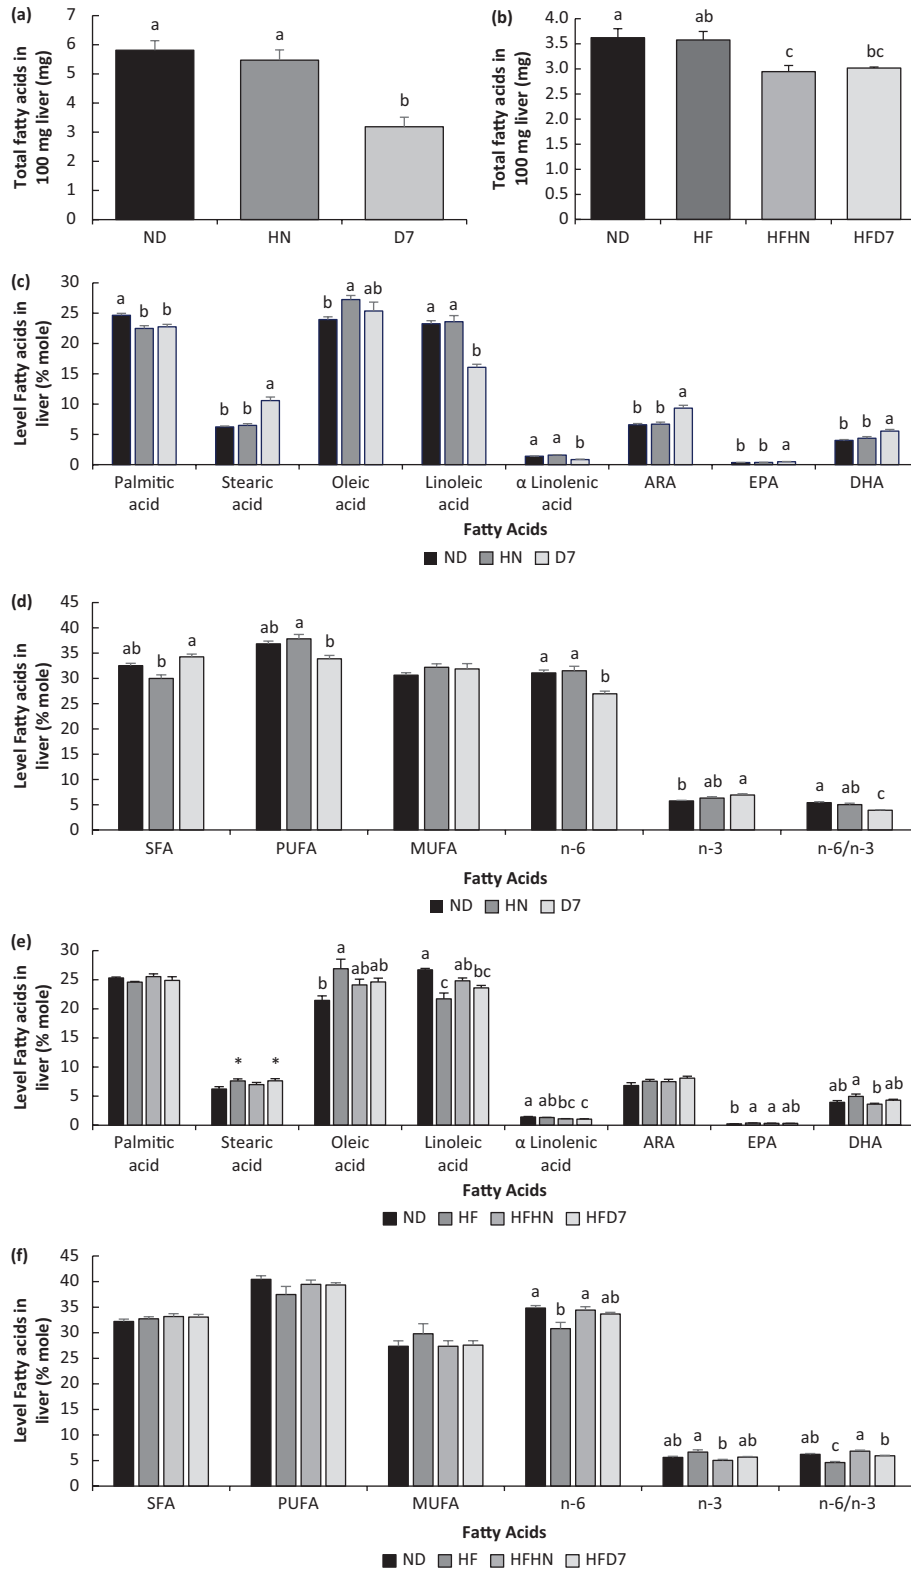 (a)
Total fatty acids in
100 mg liver (mg)
7
6
5
4
3
2
1
0
a
a
b
ND HN D7
(b)
Total fatty acids in
100 mg liver (mg)
4.0
3.5
3.0
2.5
2.0
1.5
1.0
0.5
0
a ab c bc
ND HF HFHN HFD7
(c)
Level Fatty acids in
liver (% mole)
30
25
20
15
10
5
0
a b b b b a b a ab a a b a a b b b a b b a b b a
Palmitic acid
Stearic acid
Oleic acid
Linoleic acid
α Linolenic acid
ARA
EPA
DHA
Fatty Acids
ND HN D7
(d)
Level Fatty acids in
liver (% mole)
45
40
35
30
25
20
15
10
5
0
ab b a ab a b a a b b ab a a ab c
SFA PUFA MUFA n-6 n-3 n-6/n-3
Fatty Acids
ND HN D7
(e)
Level Fatty acids in
liver (% mole)
30
25
20
15
10
5
0
* * b a ab ab a c ab bc a ab bc c b a a ab ab a b ab
Palmitic acid
Stearic acid
Oleic acid
Linoleic acid
α Linolenic acid
ARA
EPA
DHA
Fatty Acids
ND HF HFHN HFD7
(f)
Level Fatty acids in
liver (% mole)
45
40
35
30
25
20
15
10
5
0
a b a ab ab a b ab ab c a b
SFA PUFA MUFA n-6 n-3 n-6/n-3
Fatty Acids
ND HF HFHN HFD7